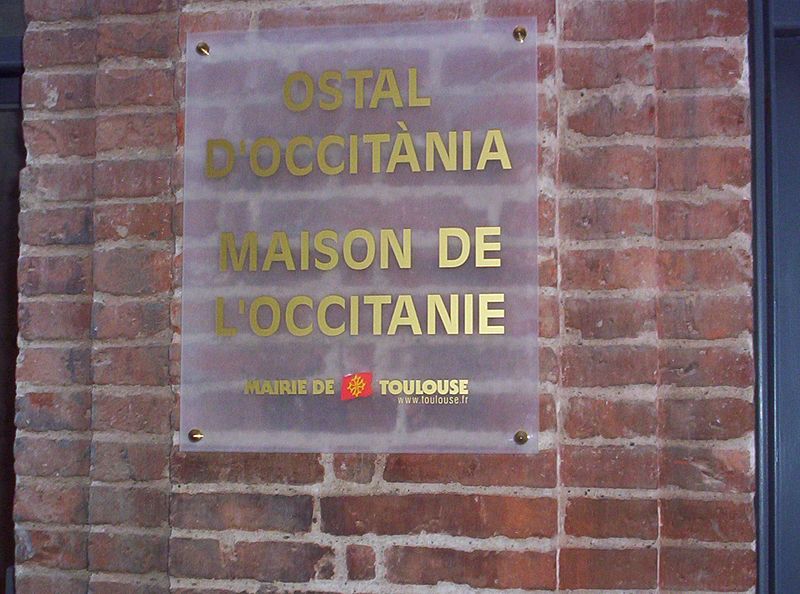 OSTAL
D'OCCITÀNIA
MAISON DE
L'OCCITANIE
MAIRIE DE TOULOUSE
www.toulouse.fr